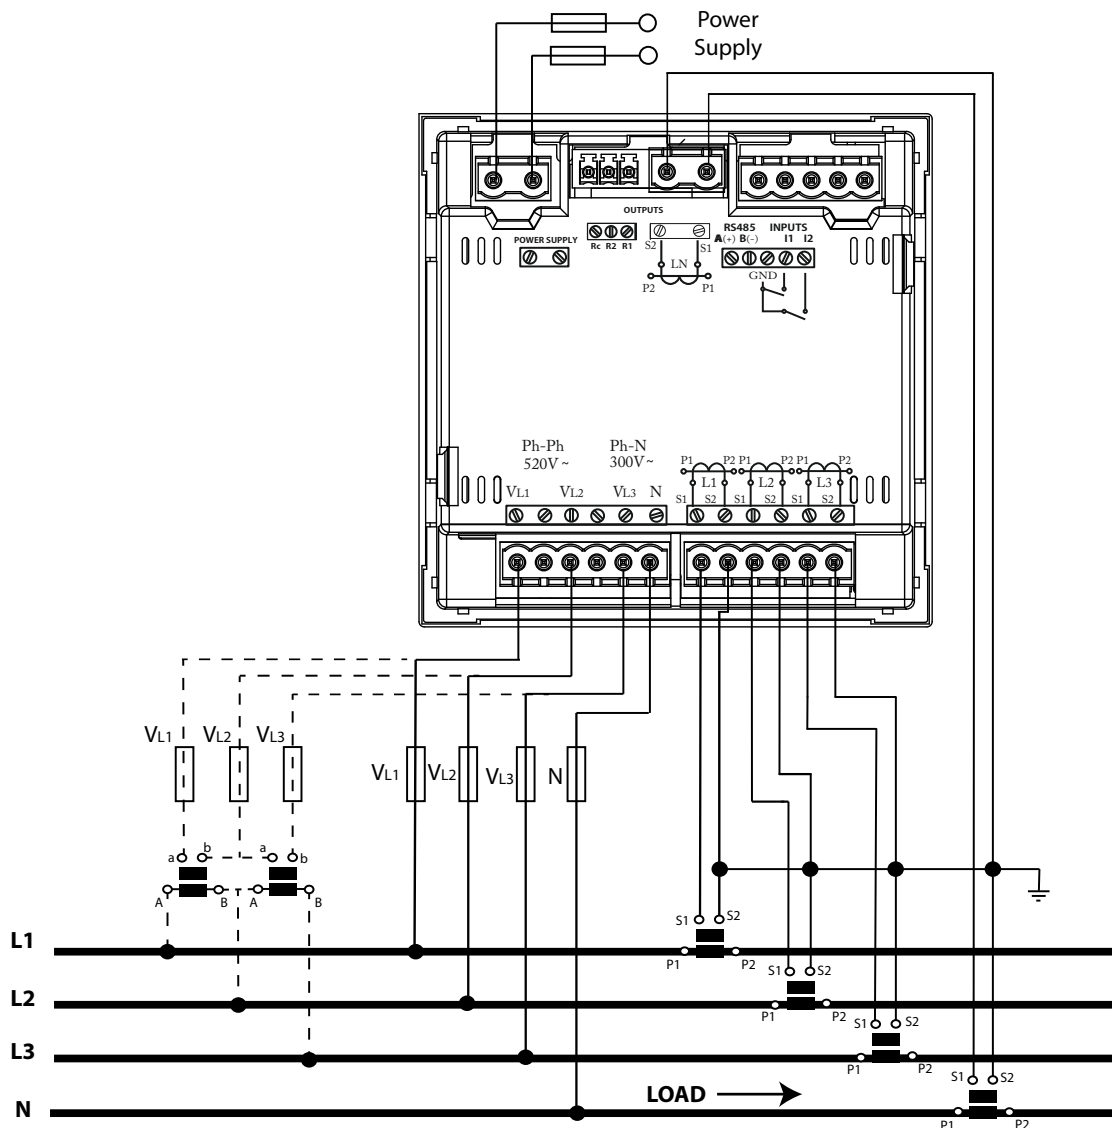 Power
Supply
OUTPUTS
POWER SUPPLY
Rc R2 R1
S2 S1
LN
P2 P1
RS485 INPUTS
A(+) B(-) I1 I2
GND
Ph-Ph Ph-N
520V~ 300V~
P1 P2 P1 P2 P1 P2
L1 L2 L3
S1 S2 S1 S2 S1 S2
VL1 VL2 VL3 N
VL1 VL2 VL3
VL1 VL2 VL3 N
a b a b
A B A B
S1 S2
L1
P1 P2
S1 S2
L2
P1 P2
S1 S2
L3
P1 P2
S1 S2
LOAD
N
P1 P2